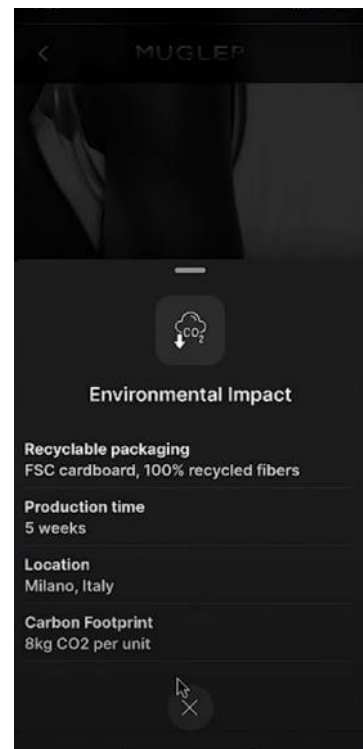 MUGLER
CO2
Environmental Impact
Recyclable packaging
FSC cardboard, 100% recycled fibers
Production time
5 weeks
Location
Milano, Italy
Carbon Footprint
8kg CO2 per unit